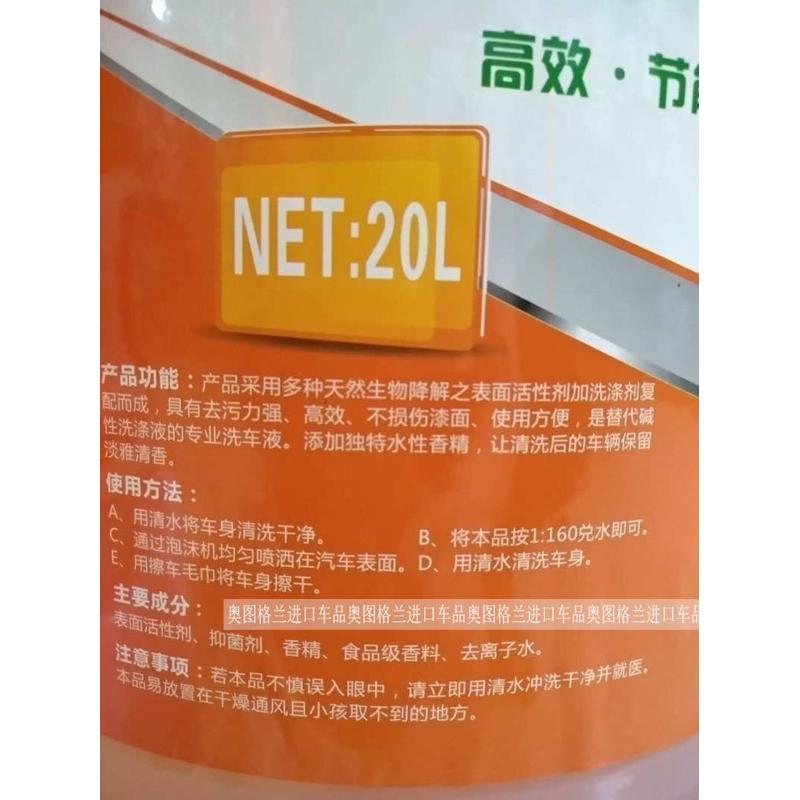 高效·节能
NET:20L
产品功能：产品采用多种天然生物降解之表面活性剂加洗涤剂复
配而成，具有去污力强、高效、不损伤漆面、使用方便，是替代碱
性洗涤液的专业洗车液。添加独特水性香精，让清洗后的车辆保留
淡雅清香。
使用方法：
A、用清水将车身清洗干净。 B、将本品按1:160兑水即可。
C、通过泡沫机均匀喷洒在汽车表面。D、用清水清洗车身。
E、用擦车毛巾将车身擦干。
主要成分：
奥图格兰进口车品奥图格兰进口车品奥图格兰进口车品奥图格兰进口车品
表面活性剂、抑菌剂、香精、食品级香料、去离子水。
注意事项：若本品不慎误入眼中，请立即用清水冲洗干净并就医。
本品易放置在干燥通风且小孩取不到的地方。